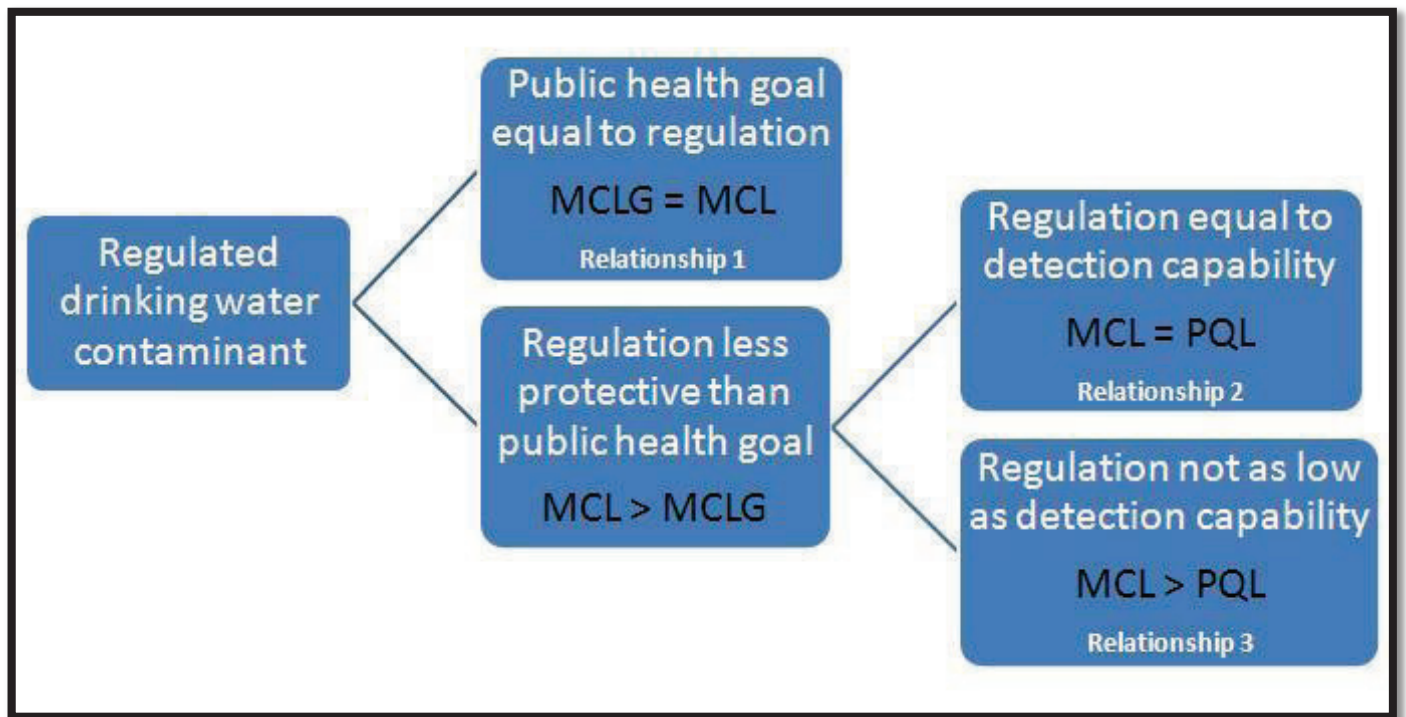 Regulated
drinking water
contaminant
Public health goal
equal to regulation
MCLG = MCL
Relationship 1
Regulation less
protective than
public health goal
MCL > MCLG
Regulation equal to
detection capability
MCL = PQL
Relationship 2
Regulation not as low
as detection capability
MCL > PQL
Relationship 3